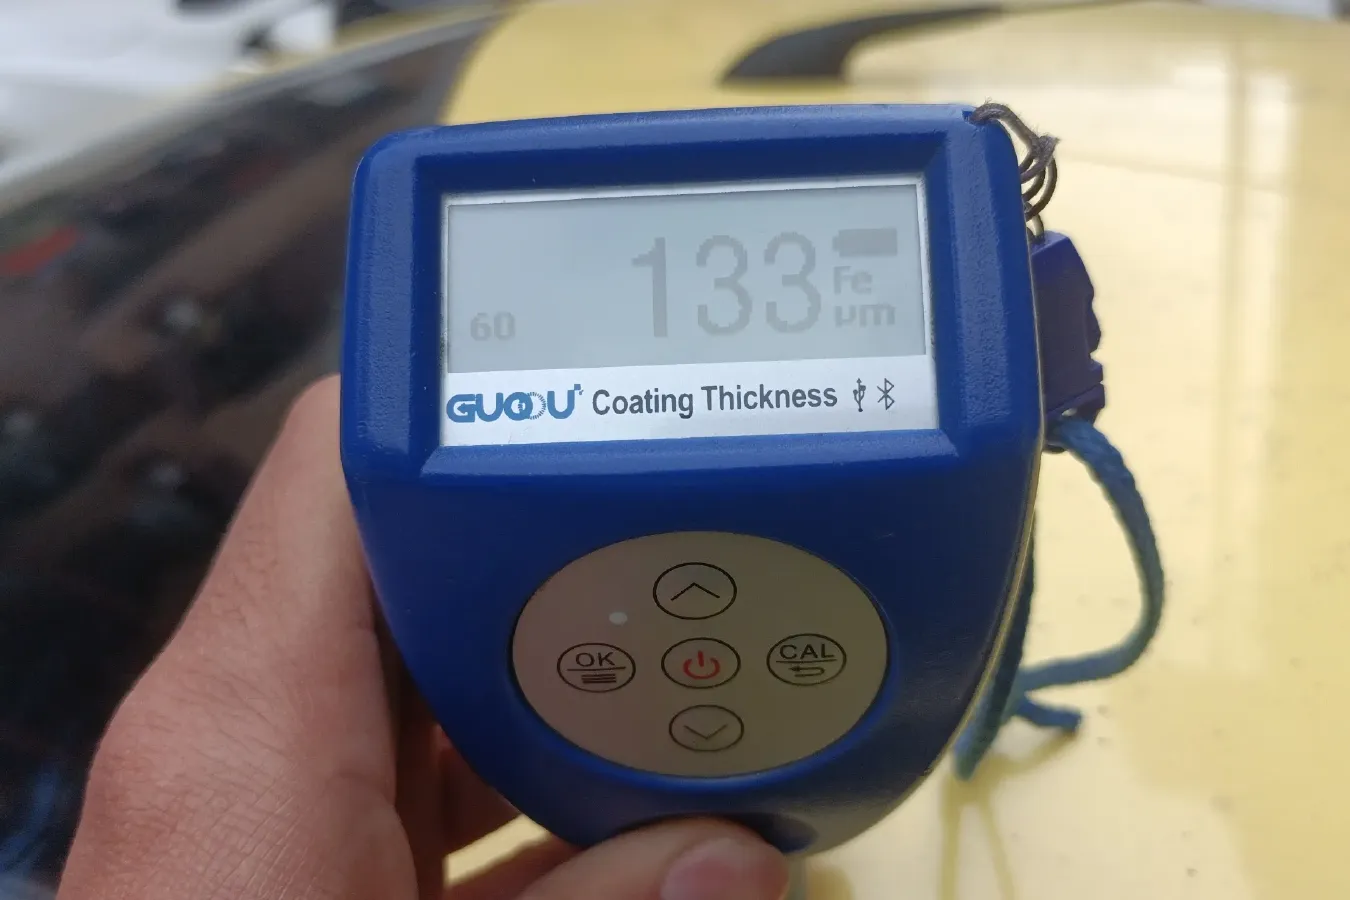 133
Fe
60
µm
GUOOU Coating Thickness
OK
CAL